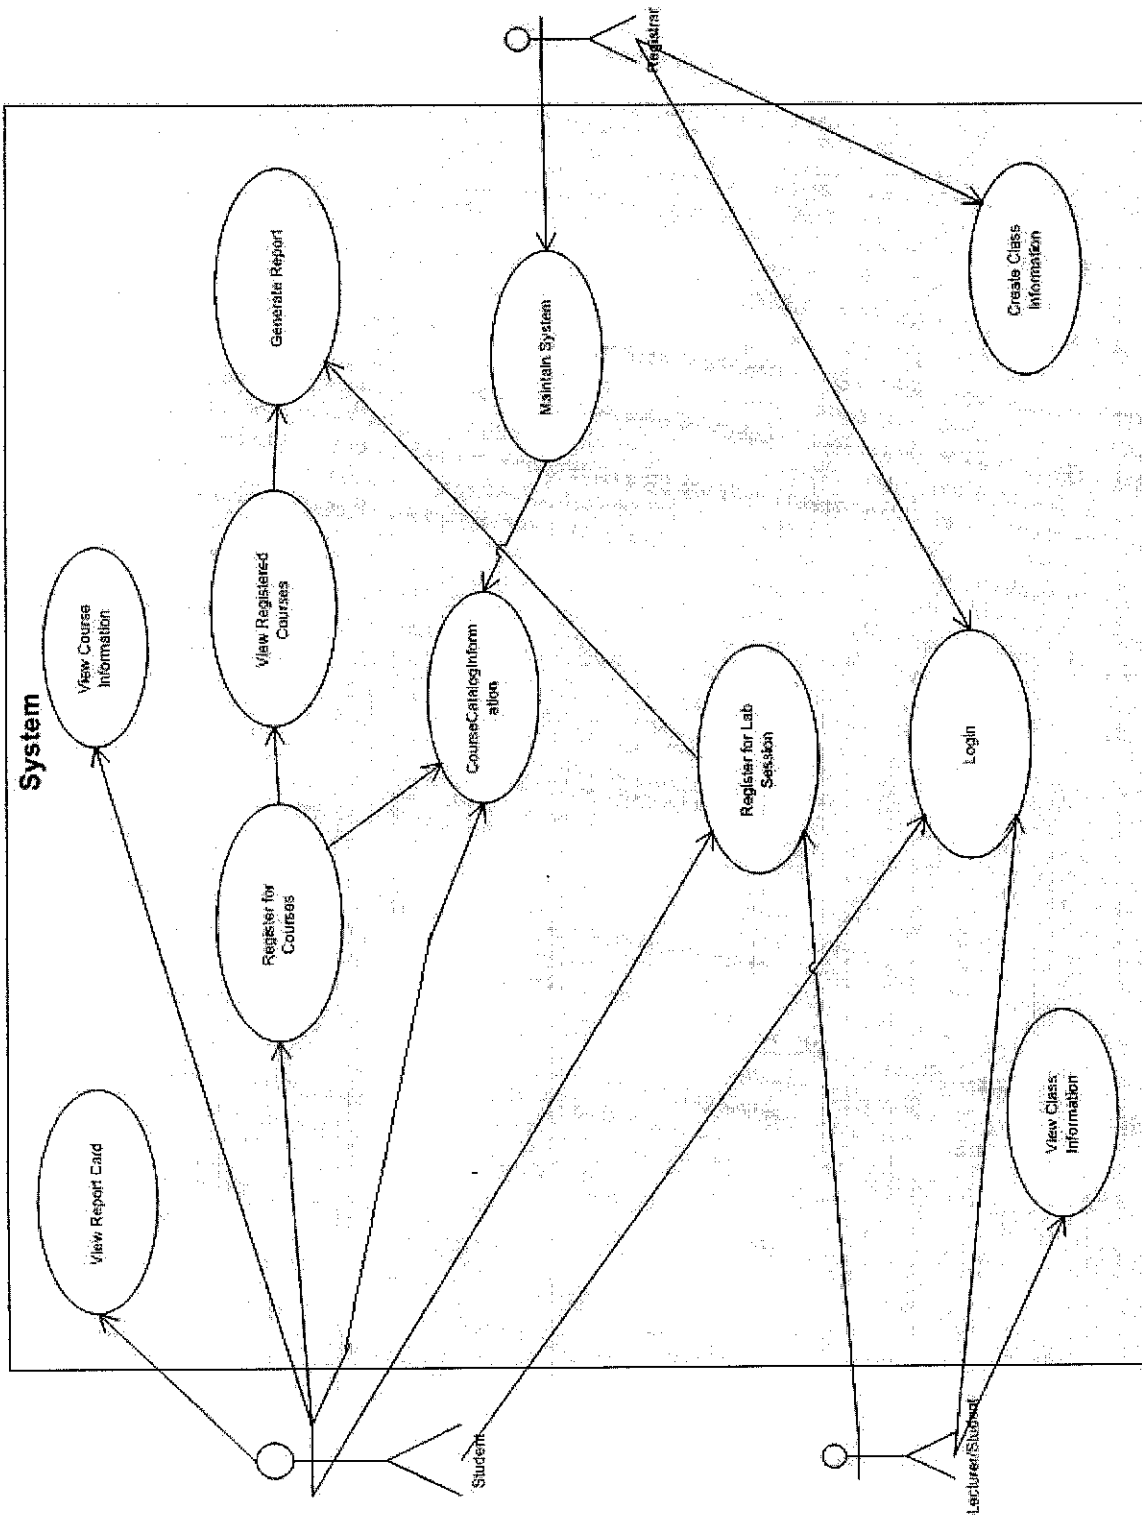 System
View Report Card
View Course
Information
Register for
Courses
View Registered
Courses
Generate Report
CourseCatalogInform
ation
Maintain System
Register for Lab
Session
Login
View Class
Information
Create Class
Information
Student
Lecturer/Student
Registrar